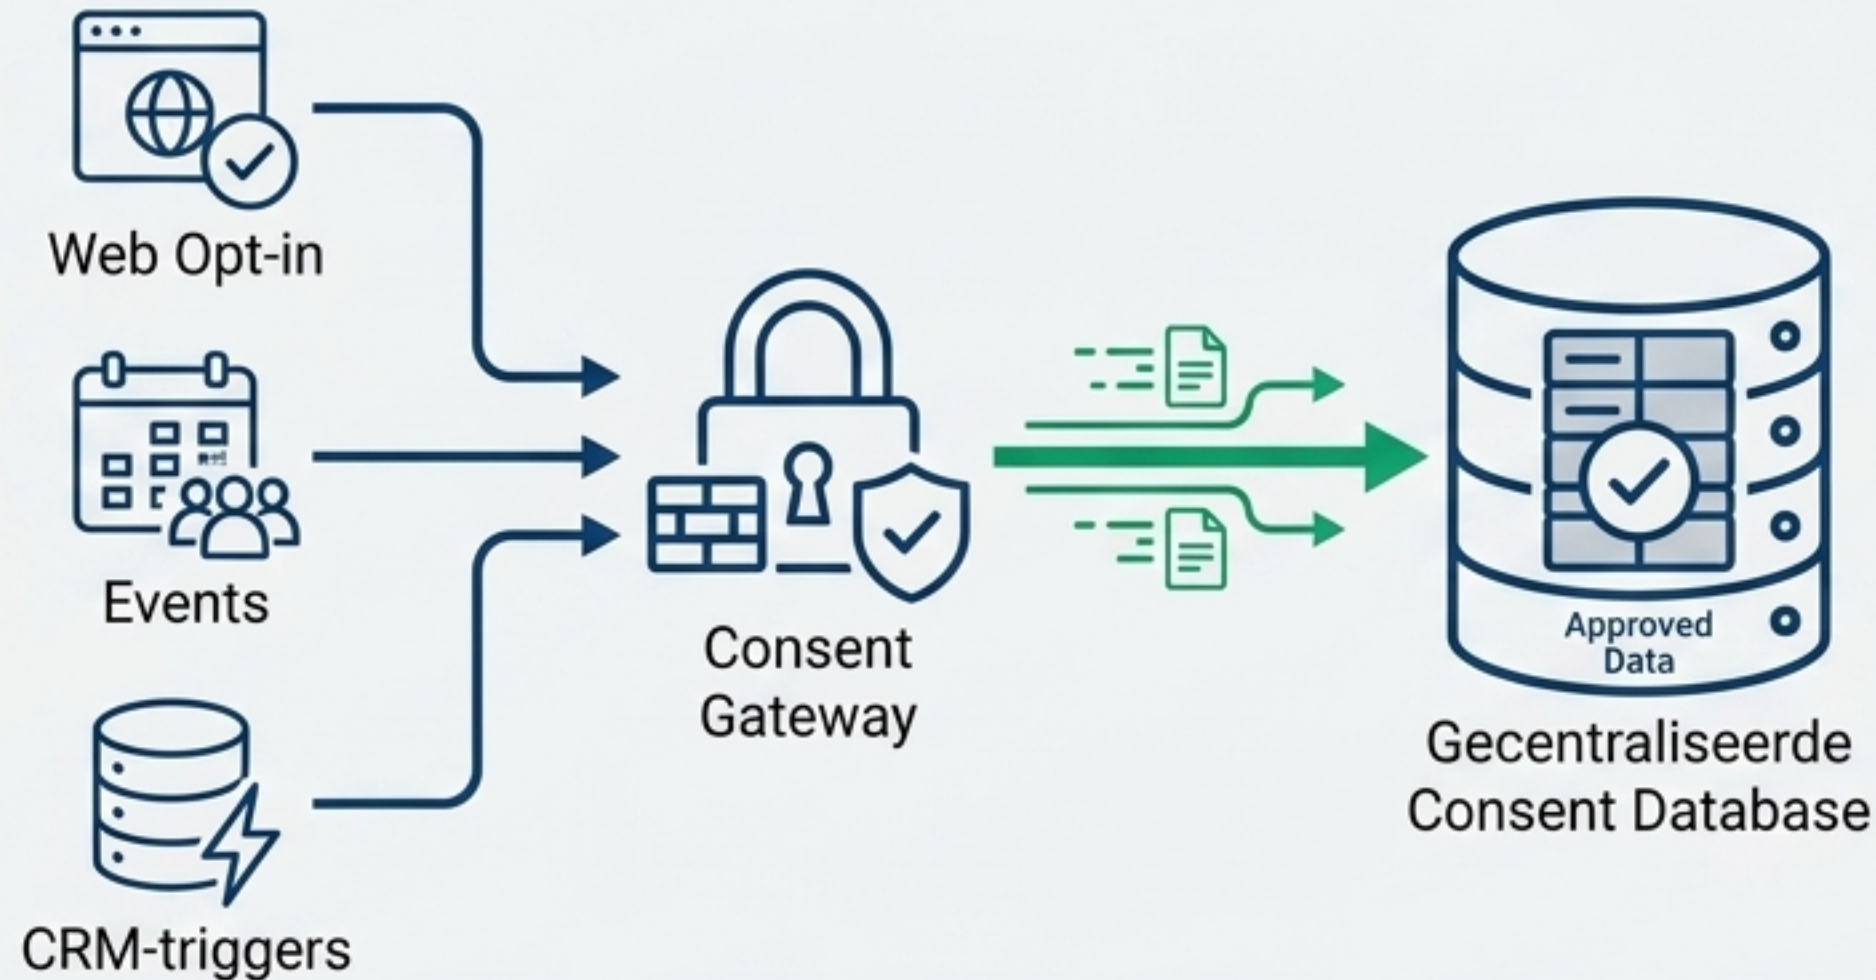 Web Opt-in
Events
CRM-triggers
Consent
Gateway
Approved
Data
Gecentraliseerde
Consent Database